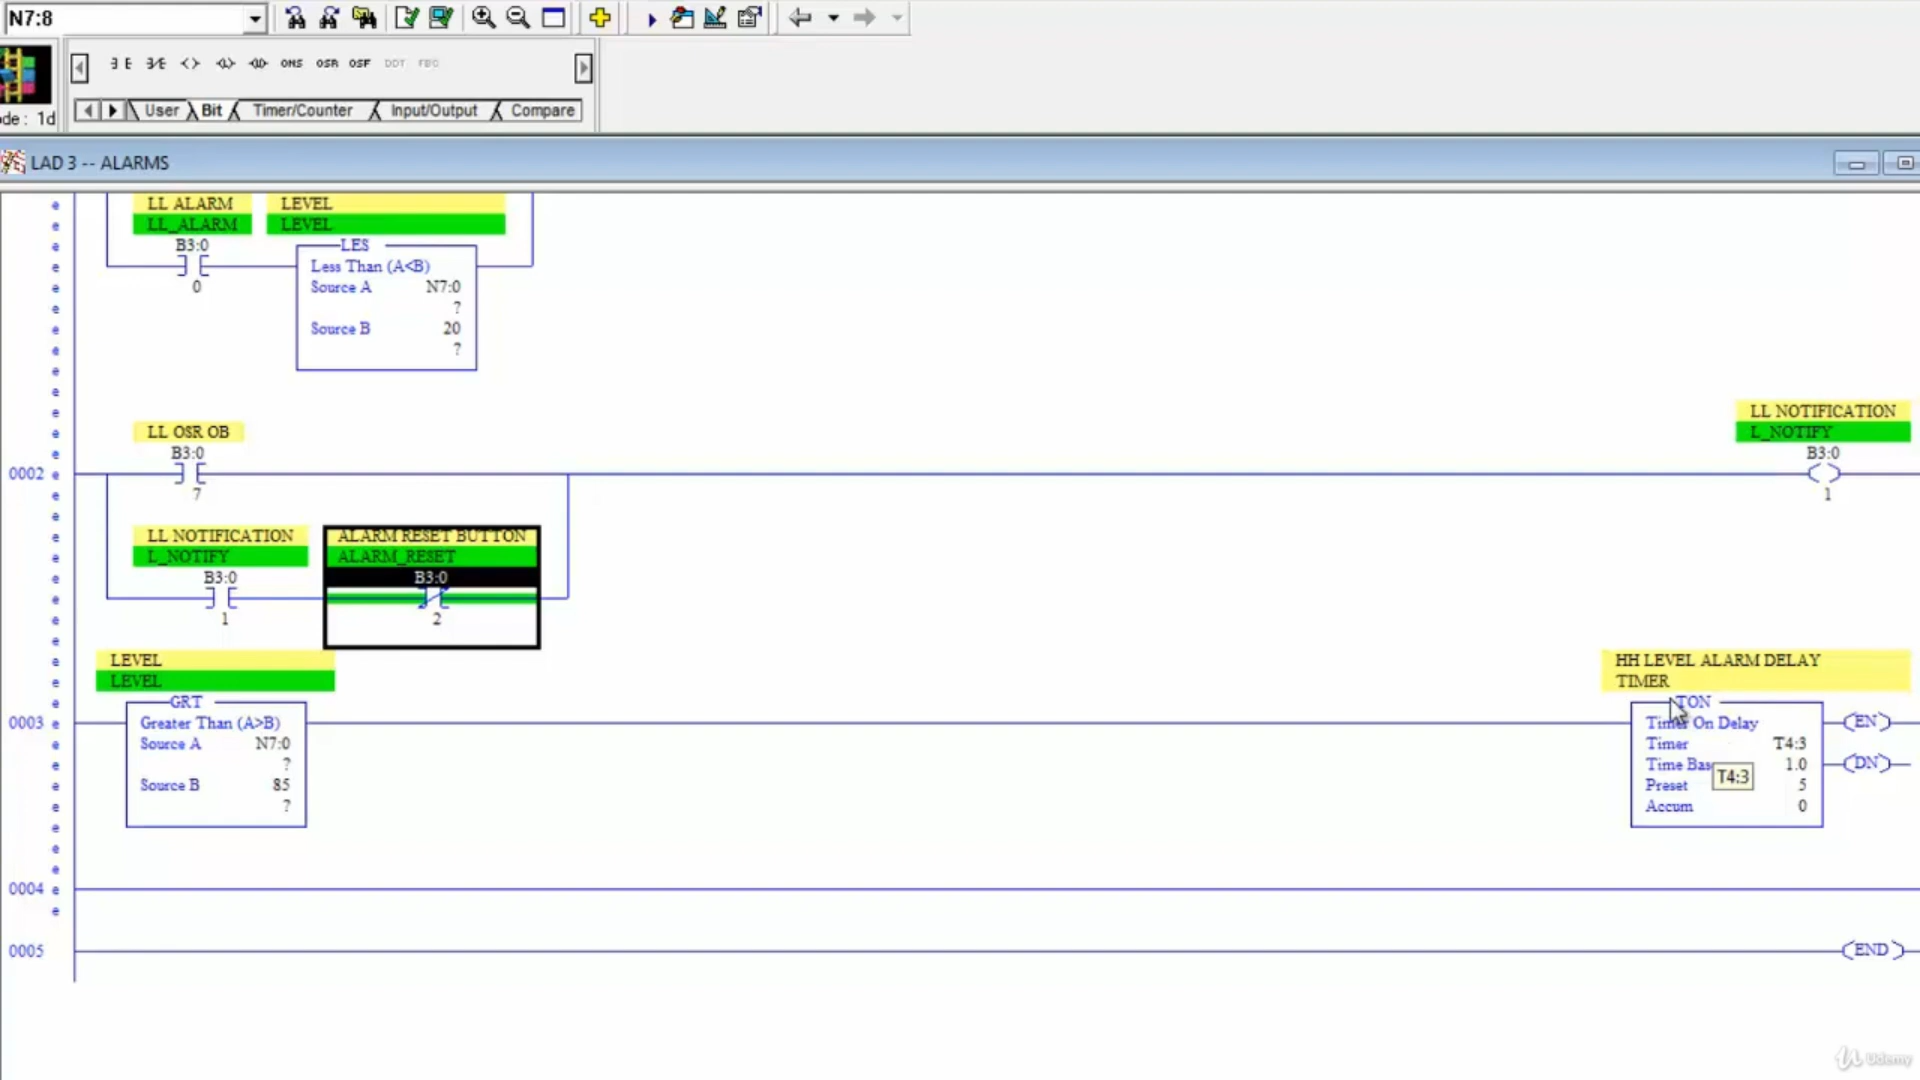 N7:8
ONS OSR OSF DDT FBC
ode : 1d
User Bit Timer/Counter Input/Output Compare
LAD 3 -- ALARMS
LL ALARM
LL_ALARM
B3:0
0
LEVEL
LEVEL
LES
Less Than (A<B)
Source A N7:0
?
Source B 20
?
LL OSR OB
B3:0
7
0002
LL NOTIFICATION
L_NOTIFY
B3:0
1
LL NOTIFICATION
L_NOTIFY
B3:0
1
ALARM RESET BUTTON
ALARM_RESET
B3:0
2
LEVEL
LEVEL
GRT
0003
Greater Than (A>B)
Source A N7:0
?
Source B 85
?
HH LEVEL ALARM DELAY
TIMER
TON
Timer On Delay
Timer T4:3
Time Bas 1.0
Preset 5
Accum 0
T4:3
EN
DN
0004
0005
END
e e e e e e e e e e e e e e e e e e e e e e e e e e e e e e e e e e e
Udemy